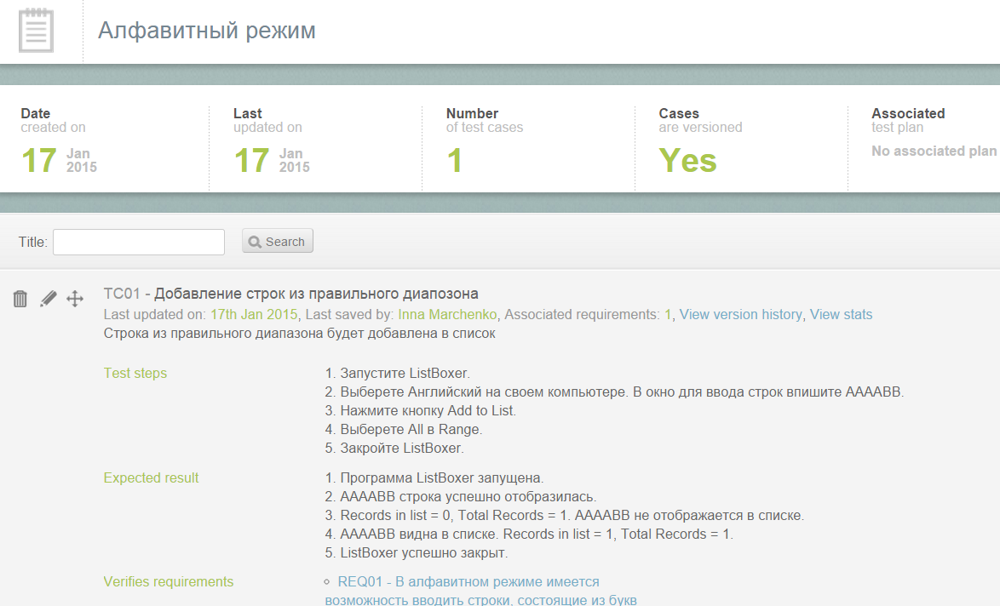 Алфавитный режим
Date
created on
17 Jan 2015
Last
updated on
17 Jan 2015
Number
of test cases
1
Cases
are versioned
Yes
Associated
test plan
No associated plan
Title:
Search
TC01 - Добавление строк из правильного диапозона
Last updated on: 17th Jan 2015, Last saved by: Inna Marchenko, Associated requirements: 1, View version history, View stats
Строка из правильного диапазона будет добавлена в список
Test steps
1. Запустите ListBoxer.
2. Выберете Английский на своем компьютере. В окно для ввода строк впишите AAAABB.
3. Нажмите кнопку Add to List.
4. Выберете All in Range.
5. Закройте ListBoxer.
Expected result
1. Программа ListBoxer запущена.
2. AAAABB строка успешно отобразилась.
3. Records in list = 0, Total Records = 1. AAAABB не отображается в списке.
4. AAAABB видна в списке. Records in list = 1, Total Records = 1.
5. ListBoxer успешно закрыт.
Verifies requirements
REQ01 - В алфавитном режиме имеется
возможность вводить строки, состоящие из букв